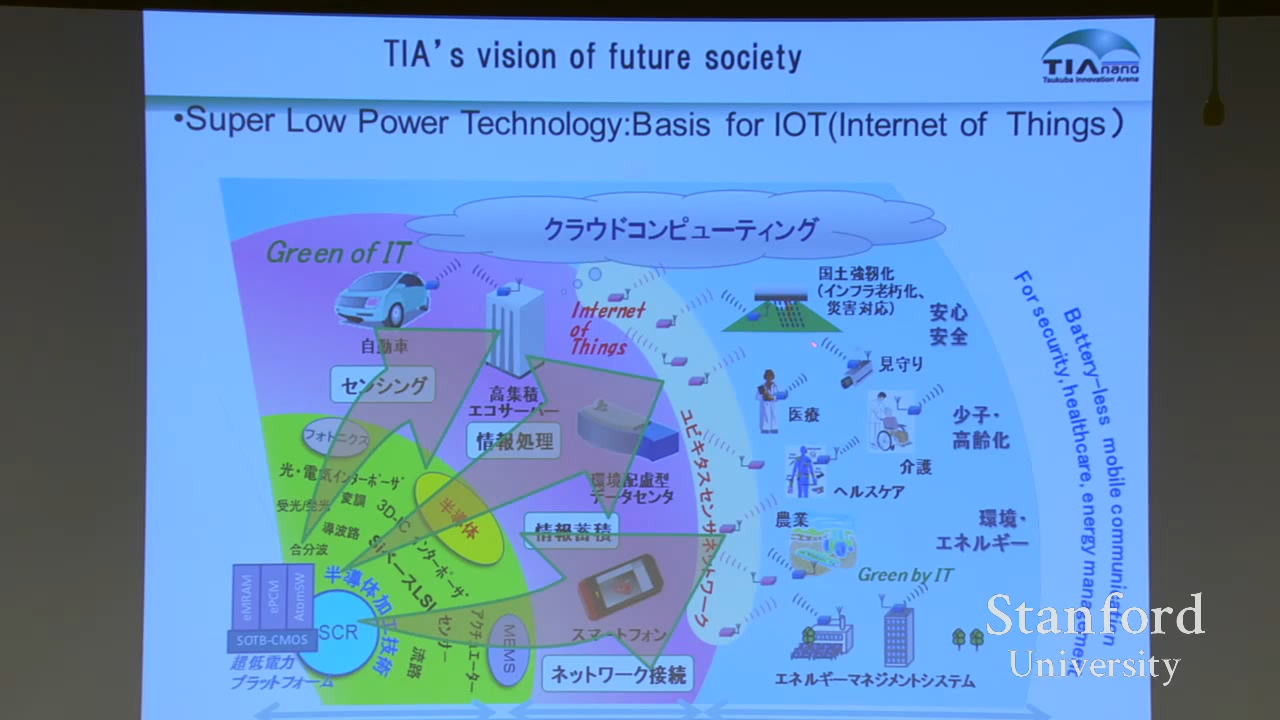 TIA's vision of future society
TIA nano
Tsukuba Innovation Arena
•Super Low Power Technology:Basis for IOT(Internet of Things)
クラウドコンピューティング
Green of IT
自動車
センシング
高集積
エコサーバー
情報処理
Internet
of
Things
環境配慮型
データセンタ
情報蓄積
スマートフォン
ネットワーク接続
ユビキタスセンサネットワーク
国土強靱化
(インフラ老朽化、
災害対応)
安心
安全
見守り
医療
少子・
高齢化
介護
ヘルスケア
農業
環境・
エネルギー
Green by IT
エネルギーマネジメントシステム
Battery-less mobile communication
For security, healthcare, energy management
フォトニクス
光・電気インターポーザ
受光/発光
変調
導波路
合分波
3D-IC インターポーザ
SiベースLSI
半導体
半導体加工技術
センサー
アクチュエーター
流路
MEMS
eMRAM
ePCM
AtomSW
SOTB-CMOS
SCR
超低電力
プラットフォーム
Stanford
University